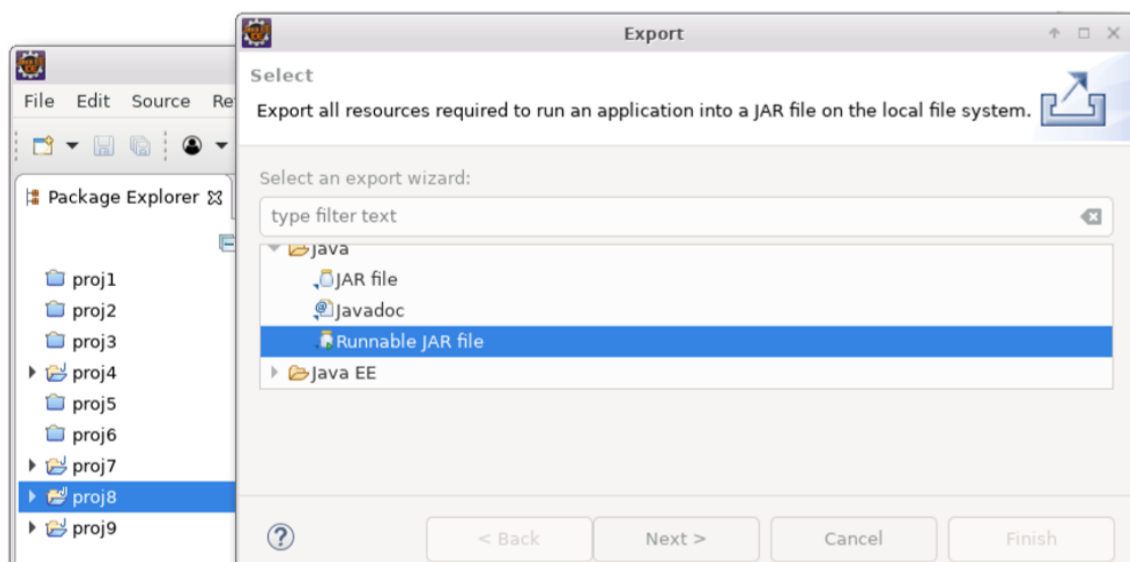 Export
Select
Export all resources required to run an application into a JAR file on the local file system.
File Edit Source Re
Package Explorer
Select an export wizard:
type filter text
Java
JAR file
Javadoc
Runnable JAR file
Java EE
proj1
proj2
proj3
proj4
proj5
proj6
proj7
proj8
proj9
? < Back Next > Cancel Finish